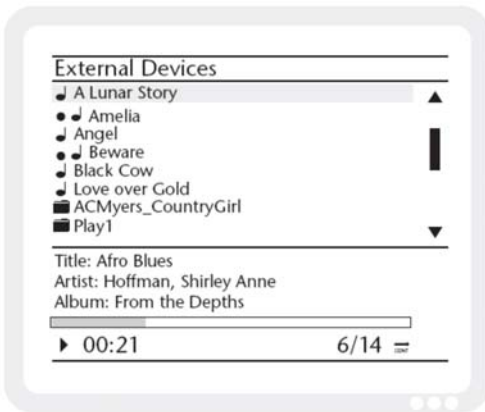 External Devices
A Lunar Story
Amelia
Angel
Beware
Black Cow
Love over Gold
ACMyers_CountryGirl
Play1
Title: Afro Blues
Artist: Hoffman, Shirley Anne
Album: From the Depths
00:21 6/14